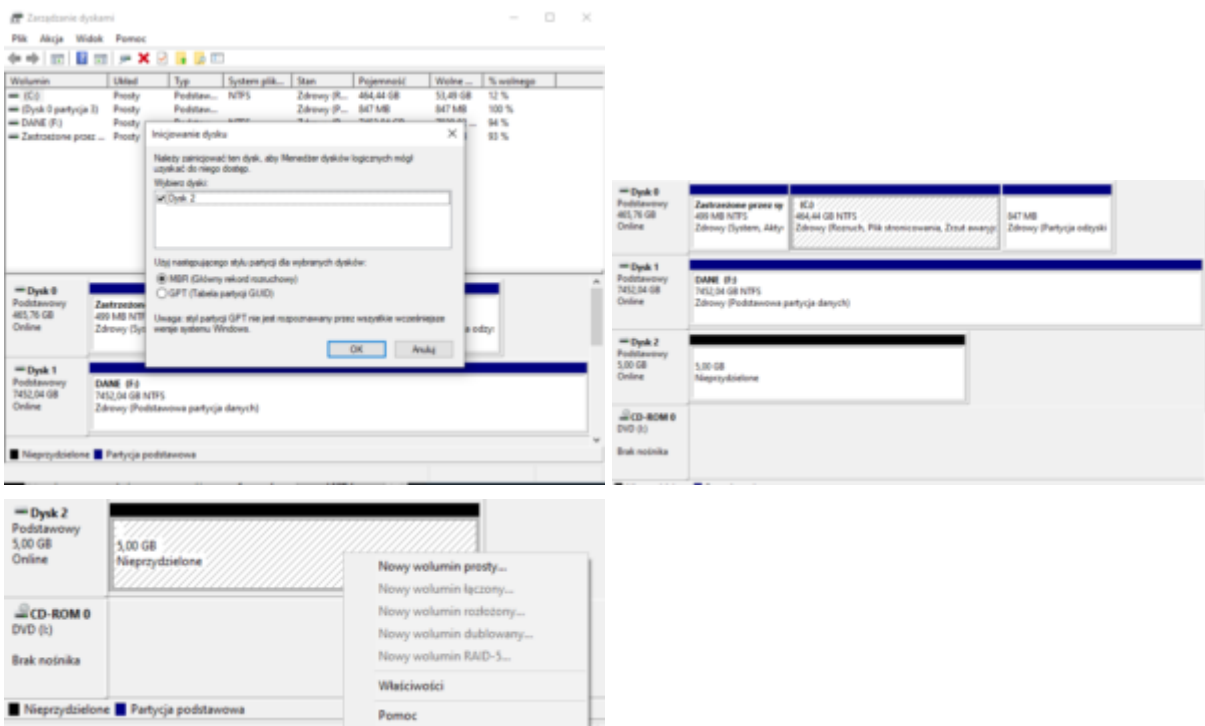 Zarządzanie dyskami
Plik Akcja Widok Pomoc
Wolumin Układ Typ System plik... Stan Pojemność Wolne ... % wolnego
(C:) Prosty Podstaw... NTFS Zdrowy (R... 464,44 GB 53,49 GB 12 %
(Dysk 0 partycja 3) Prosty Podstaw... Zdrowy (P... 847 MB 847 MB 100 %
DANE (F:) Prosty 94 %
Zastrzeżone przez ... Prosty 93 %
Inicjowanie dysku
Należy zainicjować ten dysk, aby Menedżer dysków logicznych mógł
uzyskać do niego dostęp.
Wybierz dyski:
Dysk 2
Użyj następującego stylu partycji dla wybranych dysków:
MBR (Główny rekord rozruchowy)
GPT (Tabela partycji GUID)
Uwaga: styl partycji GPT nie jest rozpoznawany przez wszystkie wcześniejsze
wersje systemu Windows.
OK Anuluj
Dysk 0
Podstawowy
465,76 GB
Online
Zastrzeżon
499 MB NTF
Zdrowy (Sys
a odzy
Dysk 1
Podstawowy
7452,04 GB
Online
DANE (F:)
7452,04 GB NTFS
Zdrowy (Podstawowa partycja danych)
Nieprzydzielone Partycja podstawowa
Dysk 0
Podstawowy
465,76 GB
Online
Zastrzeżone przez sy
499 MB NTFS
Zdrowy (System, Akty
(C:)
464,44 GB NTFS
Zdrowy (Rozruch, Plik stronicowania, Zrzut awaryj
847 MB
Zdrowy (Partycja odzyski
Dysk 1
Podstawowy
7452,04 GB
Online
DANE (F:)
7452,04 GB NTFS
Zdrowy (Podstawowa partycja danych)
Dysk 2
Podstawowy
5,00 GB
Online
5,00 GB
Nieprzydzielone
CD-ROM 0
DVD (I:)
Brak nośnika
Dysk 2
Podstawowy
5,00 GB
Online
5,00 GB
Nieprzydzielone
CD-ROM 0
DVD (I:)
Brak nośnika
Nieprzydzielone Partycja podstawowa
Nowy wolumin prosty...
Nowy wolumin łączony...
Nowy wolumin rozłożony...
Nowy wolumin dublowany...
Nowy wolumin RAID-5...
Właściwości
Pomoc